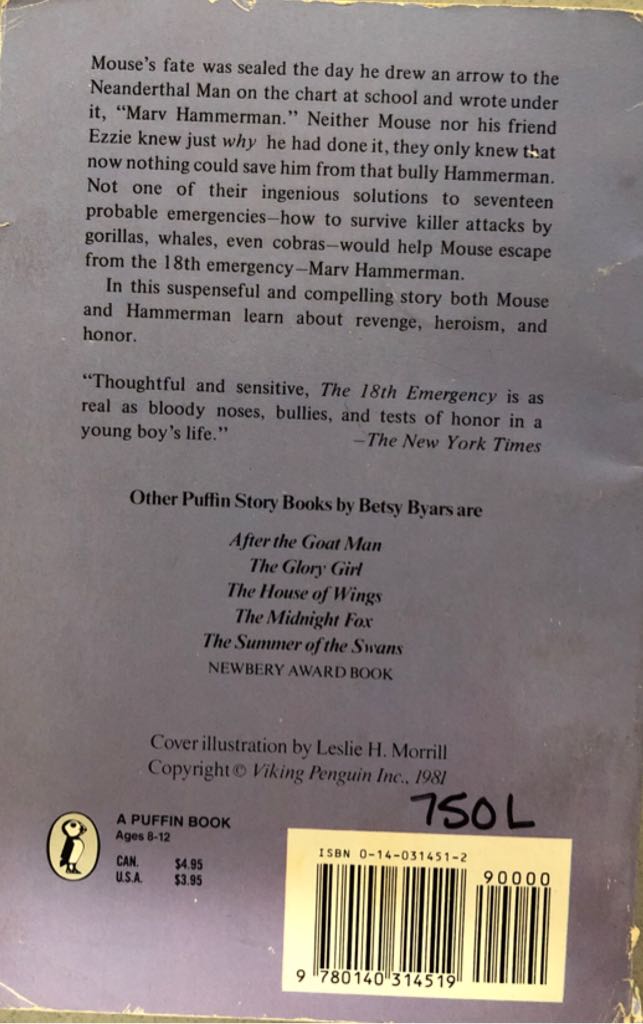 Mouse's fate was sealed the day he drew an arrow to the
Neanderthal Man on the chart at school and wrote under
it, “Marv Hammerman.” Neither Mouse nor his friend
Ezzie knew just why he had done it, they only knew that
now nothing could save him from that bully Hammerman.
Not one of their ingenious solutions to seventeen
probable emergencies—how to survive killer attacks by
gorillas, whales, even cobras—would help Mouse escape
from the 18th emergency—Marv Hammerman.
In this suspenseful and compelling story both Mouse
and Hammerman learn about revenge, heroism, and
honor.
“Thoughtful and sensitive, The 18th Emergency is as
real as bloody noses, bullies, and tests of honor in a
young boy's life.” —The New York Times
Other Puffin Story Books by Betsy Byars are
After the Goat Man
The Glory Girl
The House of Wings
The Midnight Fox
The Summer of the Swans
NEWBERY AWARD BOOK
Cover illustration by Leslie H. Morrill
Copyright © Viking Penguin Inc., 1981
750L
A PUFFIN BOOK
Ages 8-12
CAN. $4.95
U.S.A. $3.95
ISBN 0-14-031451-2
90000
9 780140 314519